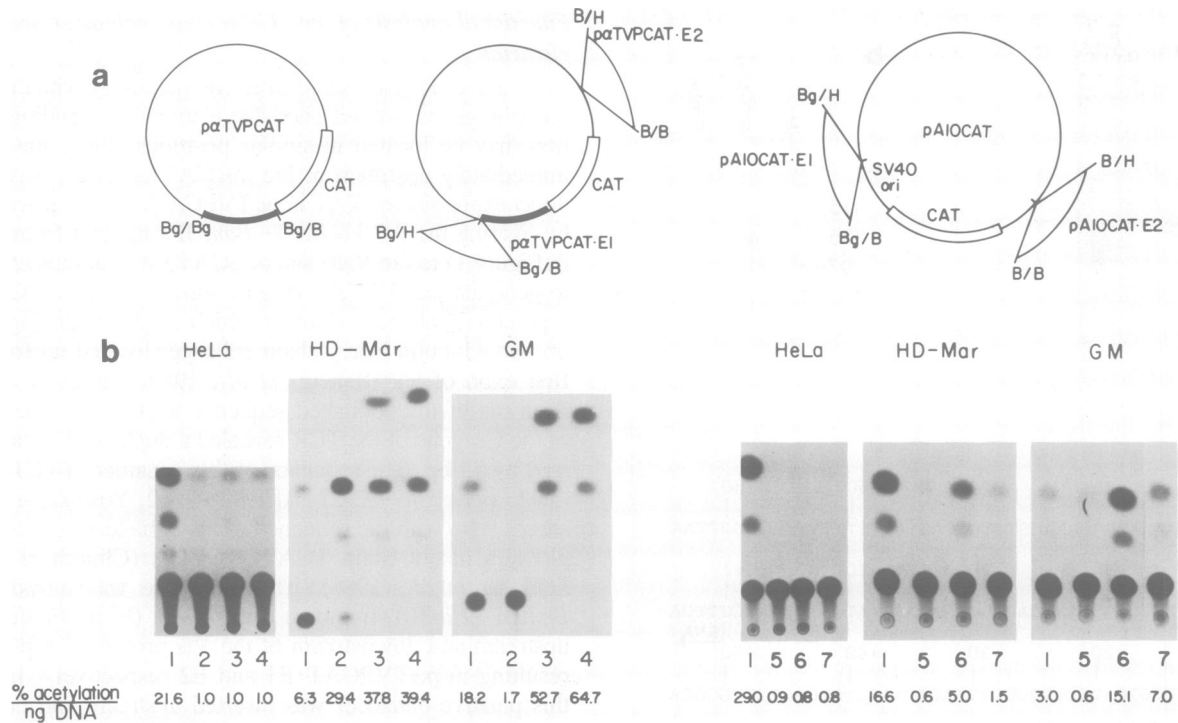 a
B/H
pαTVPCAT·E2
pαTVPCAT
B/B
CAT
CAT
Bg/Bg
Bg/B
Bg/H
pαTVPCAT·E1
Bg/B
Bg/H
pA10CAT
B/H
pA10CAT·E1
SV40
ori
CAT
pA10CAT·E2
Bg/B
B/B
b
HeLa HD-Mar GM HeLa HD-Mar GM
1 2 3 4 1 2 3 4 1 2 3 4 1 5 6 7 1 5 6 7 1 5 6 7
% acetylation 21.6 1.0 1.0 1.0 6.3 29.4 37.8 39.4 18.2 1.7 52.7 64.7 29.0 0.9 0.8 0.8 16.6 0.6 5.0 1.5 3.0 0.6 15.1 7.0
ng DNA